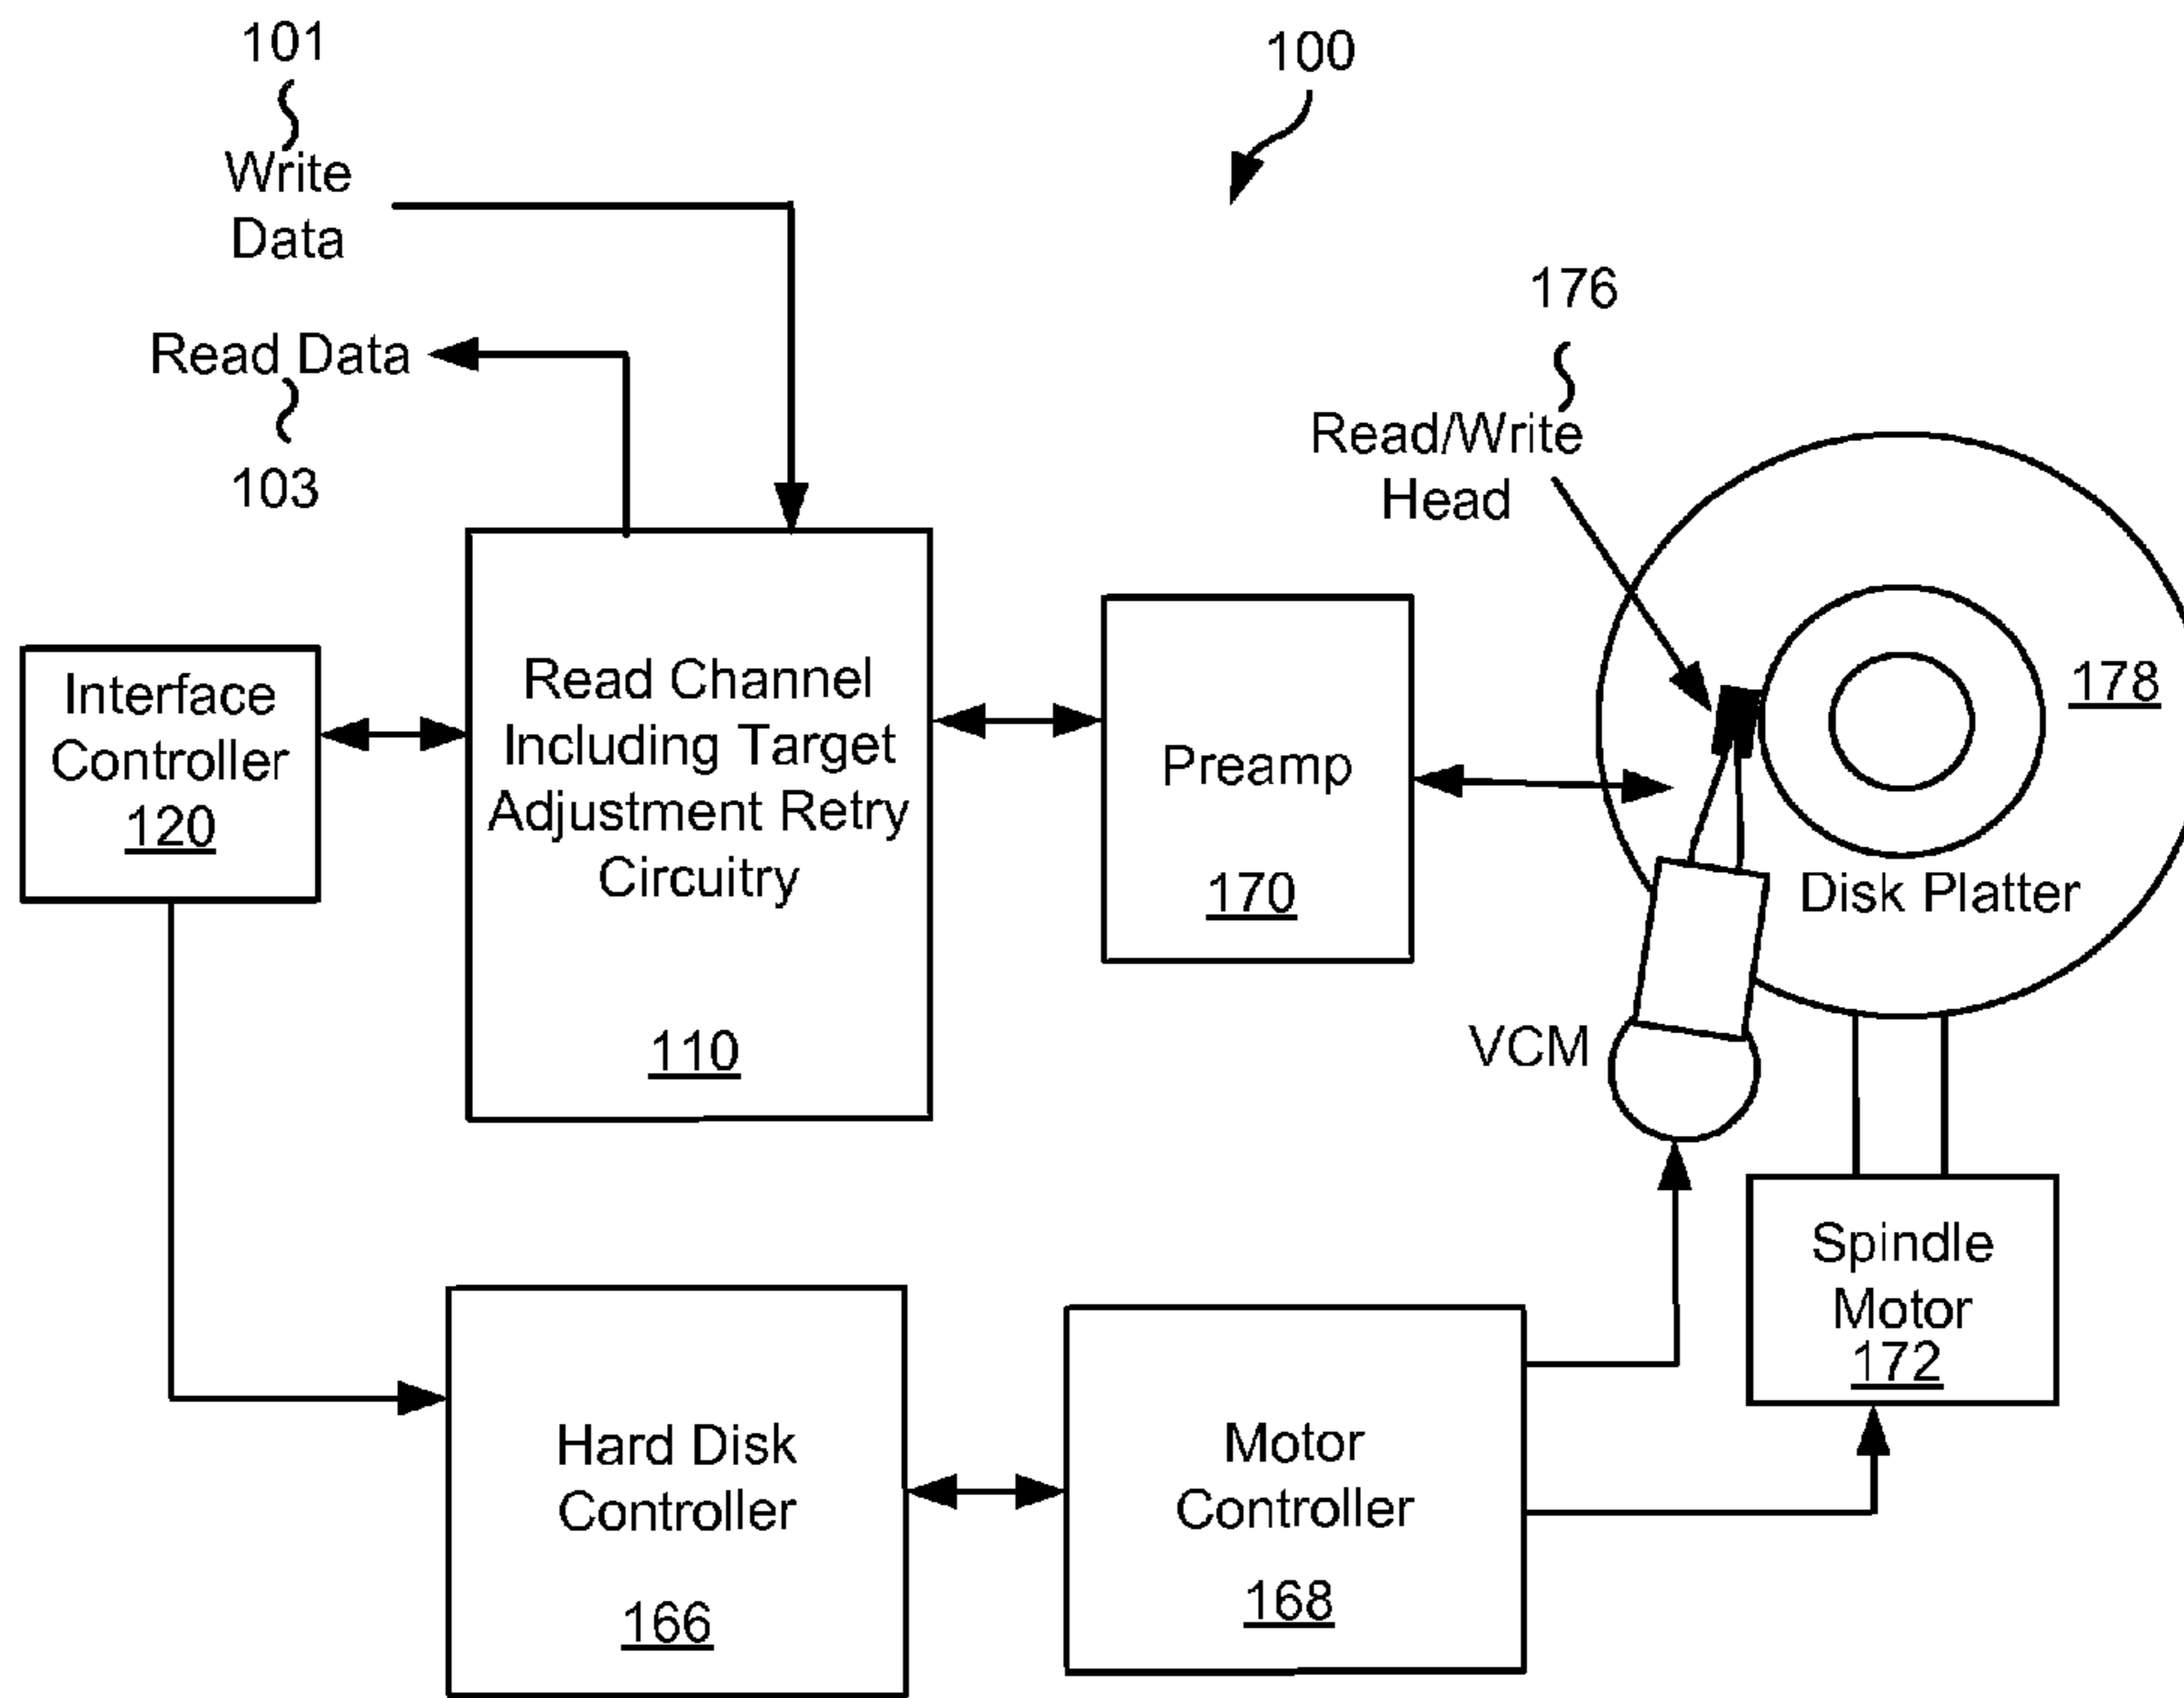 101
Write
Data
100
Read Data
103
176
Read/Write
Head
Interface
Controller
120
Read Channel
Including Target
Adjustment Retry
Circuitry
110
Preamp
170
178
Disk Platter
VCM
Spindle
Motor
172
Hard Disk
Controller
166
Motor
Controller
168